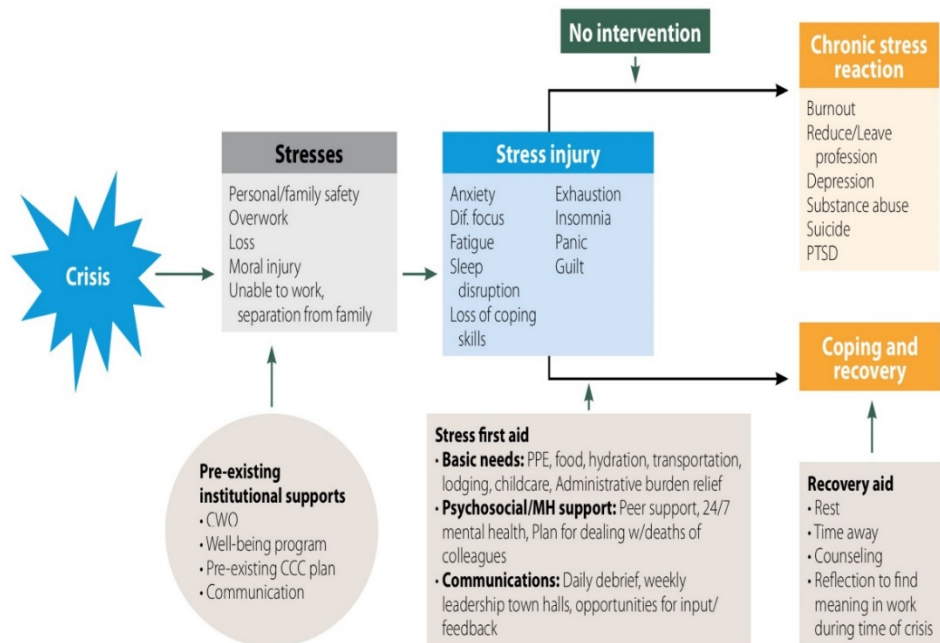 No intervention
Chronic stress
reaction
Burnout
Reduce/Leave
profession
Depression
Substance abuse
Suicide
PTSD
Stresses
Personal/family safety
Overwork
Loss
Moral injury
Unable to work,
separation from family
Stress injury
Anxiety
Dif. focus
Fatigue
Sleep
disruption
Loss of coping
skills
Exhaustion
Insomnia
Panic
Guilt
Crisis
Coping and
recovery
Pre-existing
institutional supports
• CWO
• Well-being program
• Pre-existing CCC plan
• Communication
Stress first aid
• Basic needs: PPE, food, hydration, transportation,
lodging, childcare, Administrative burden relief
• Psychosocial/MH support: Peer support, 24/7
mental health, Plan for dealing w/deaths of
colleagues
• Communications: Daily debrief, weekly
leadership town halls, opportunities for input/
feedback
Recovery aid
• Rest
• Time away
• Counseling
• Reflection to find
meaning in work
during time of crisis